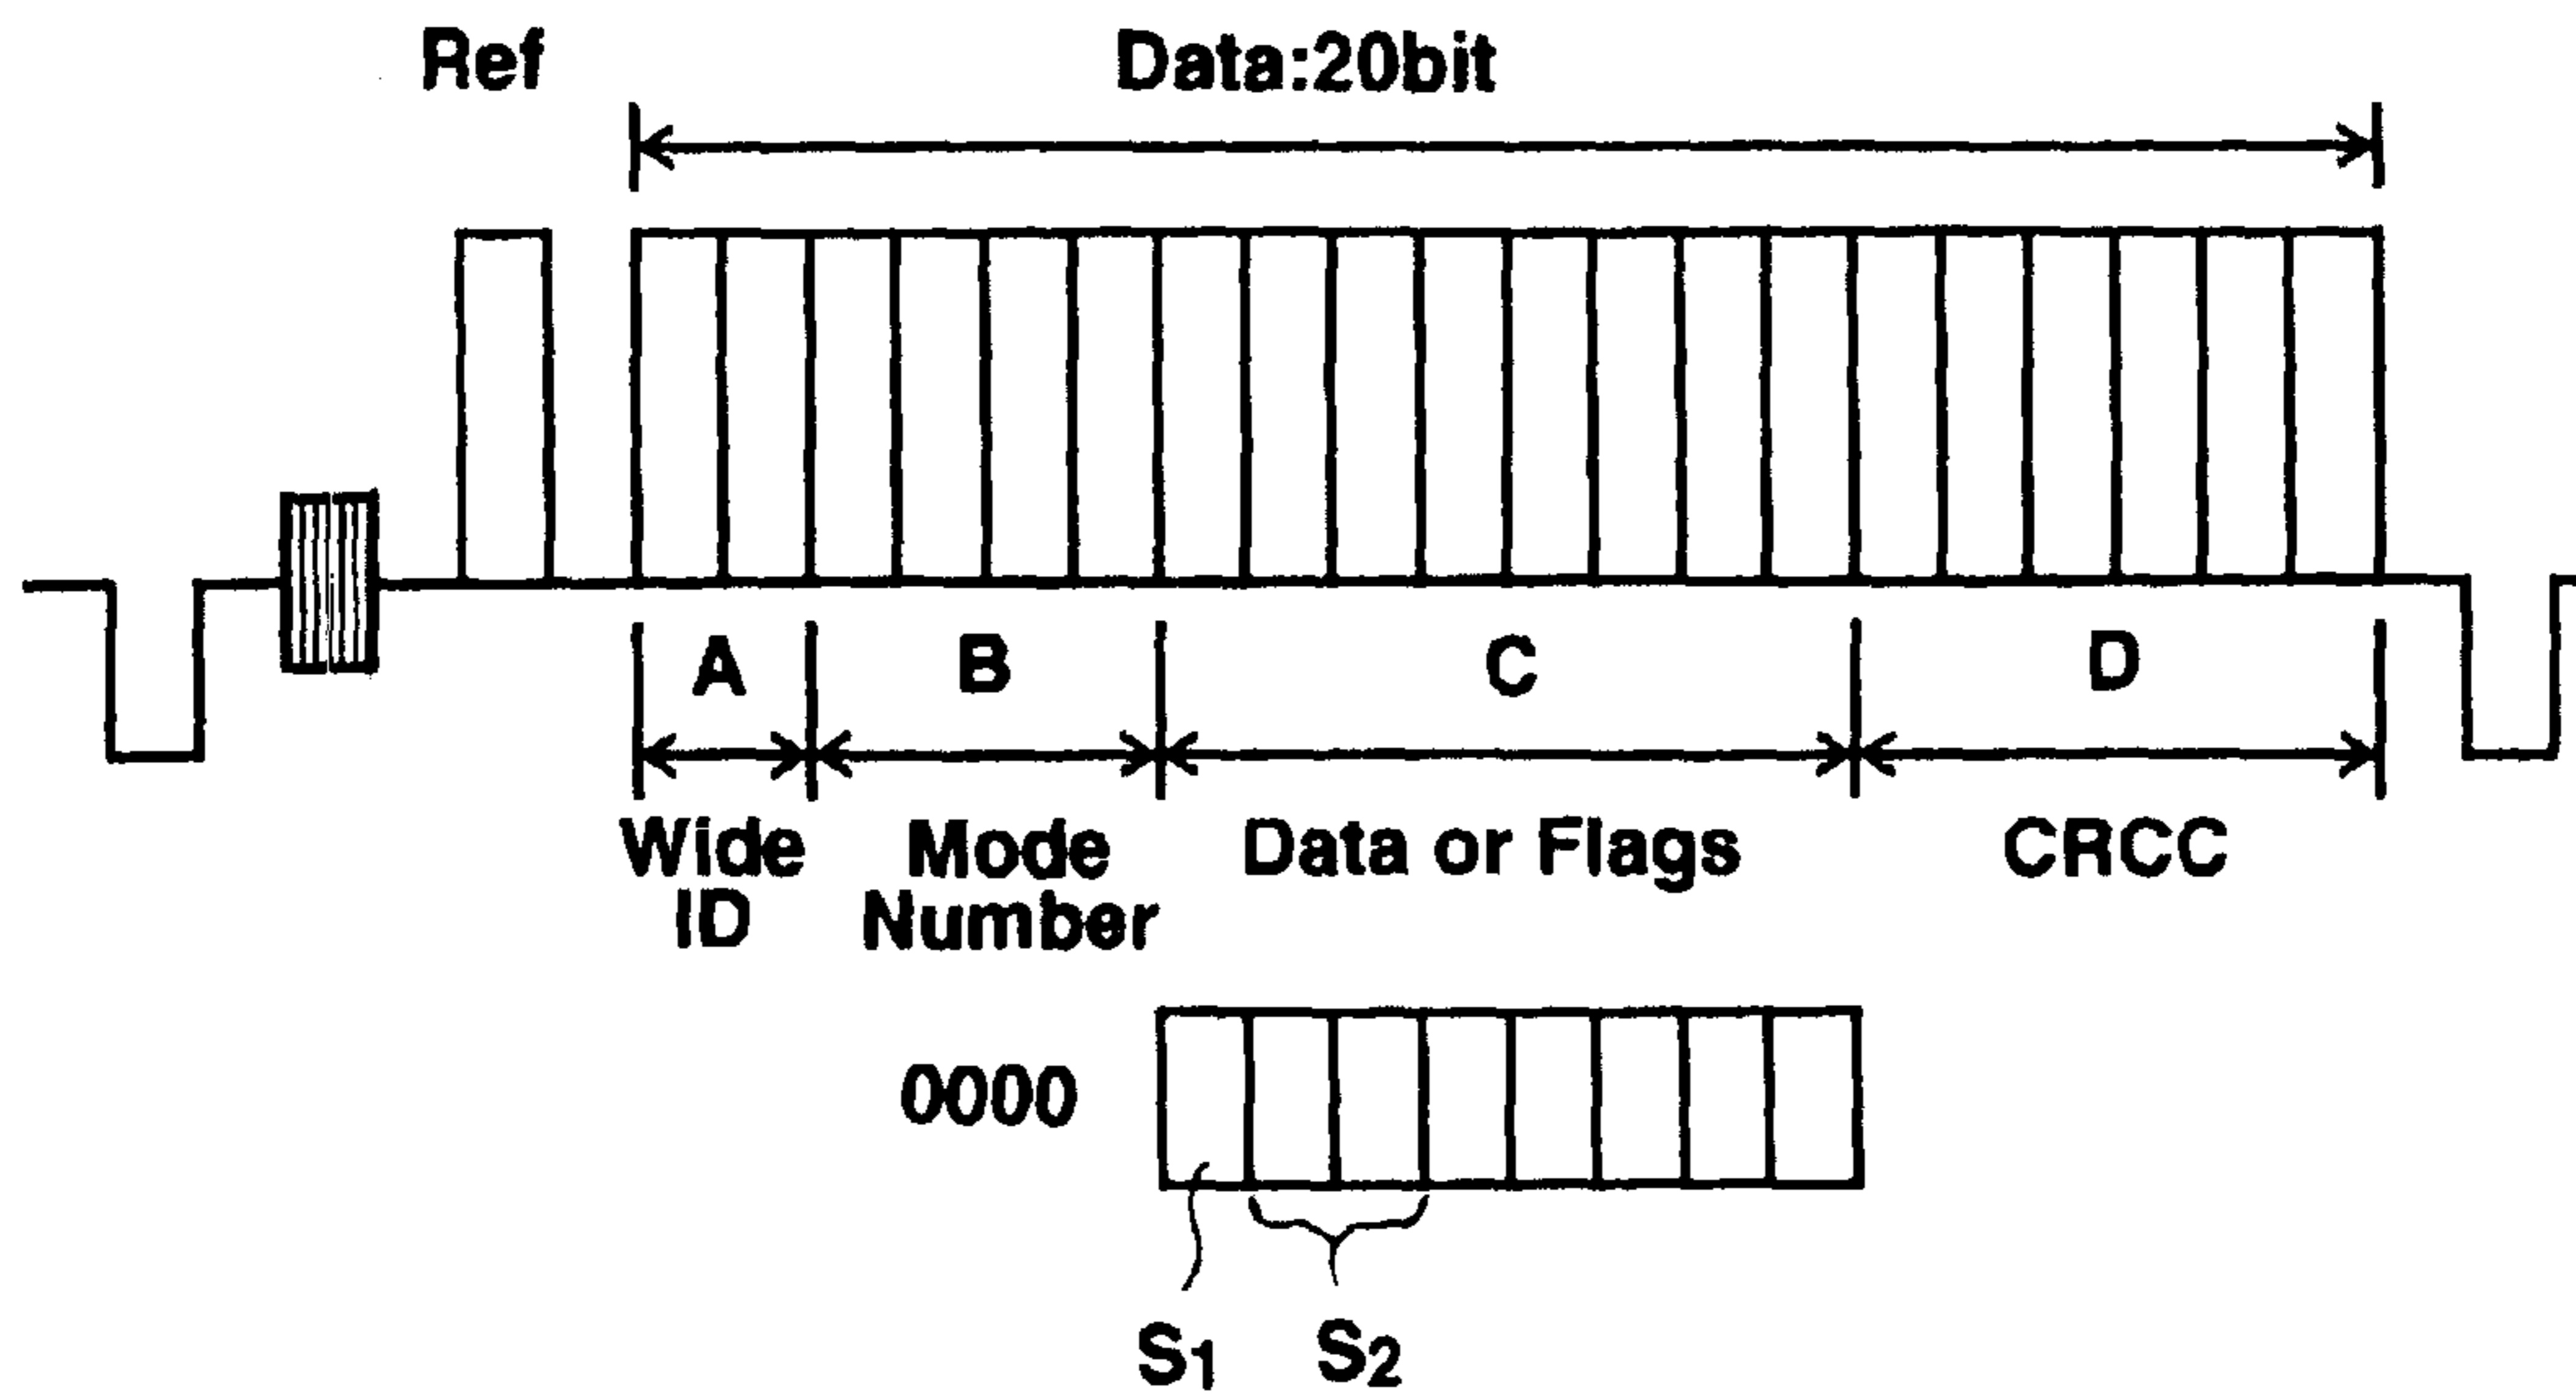 Ref
Data:20bit
A
B
C
D
Wide
ID
Mode
Number
Data or Flags
CRCC
0000
S1
S2